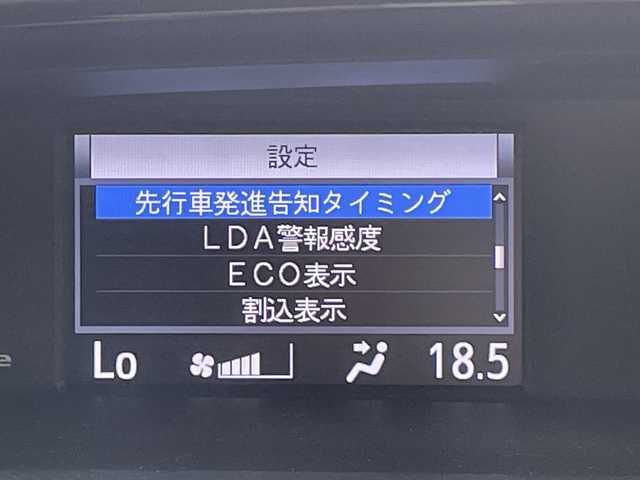 設定
先行車発進告知タイミング
ＬＤＡ警報感度
ＥＣＯ表示
割込表示
Lo 18.5
e